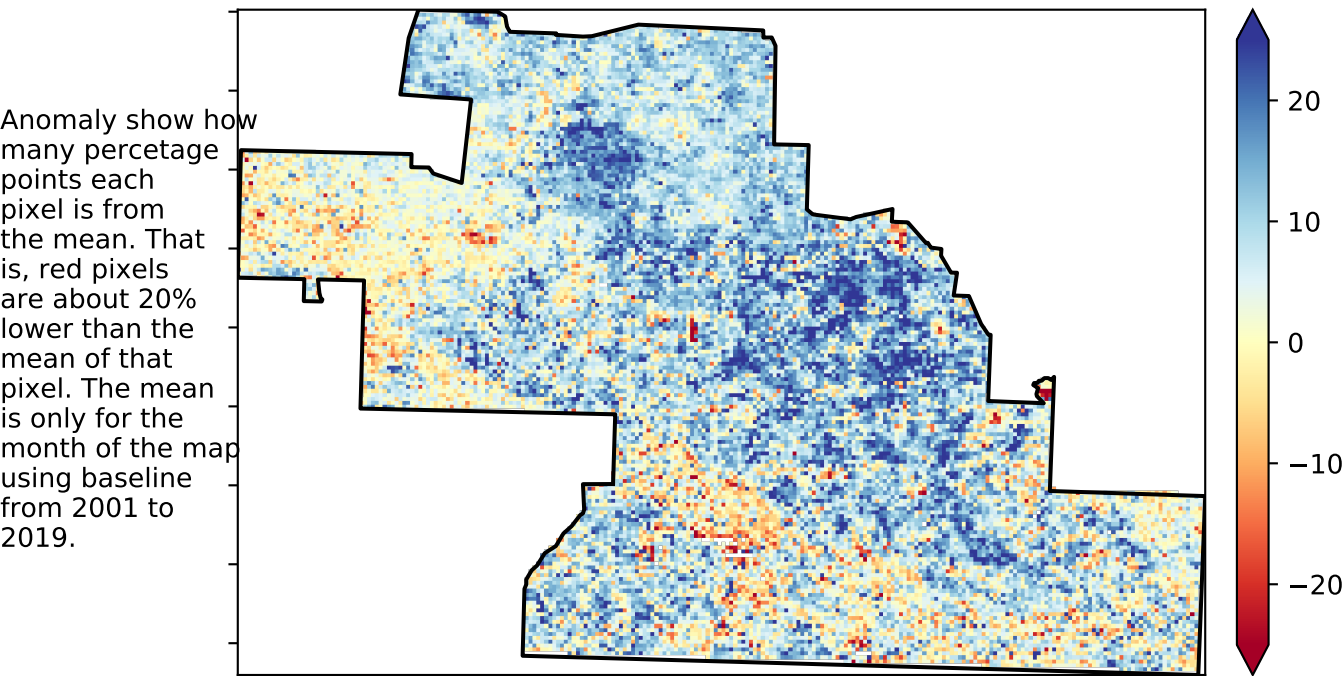 Anomaly show how
many percetage
points each
pixel is from
the mean. That
is, red pixels
are about 20%
lower than the
mean of that
pixel. The mean
is only for the
month of the map
using baseline
from 2001 to
2019.
20
10
0
−10
−20